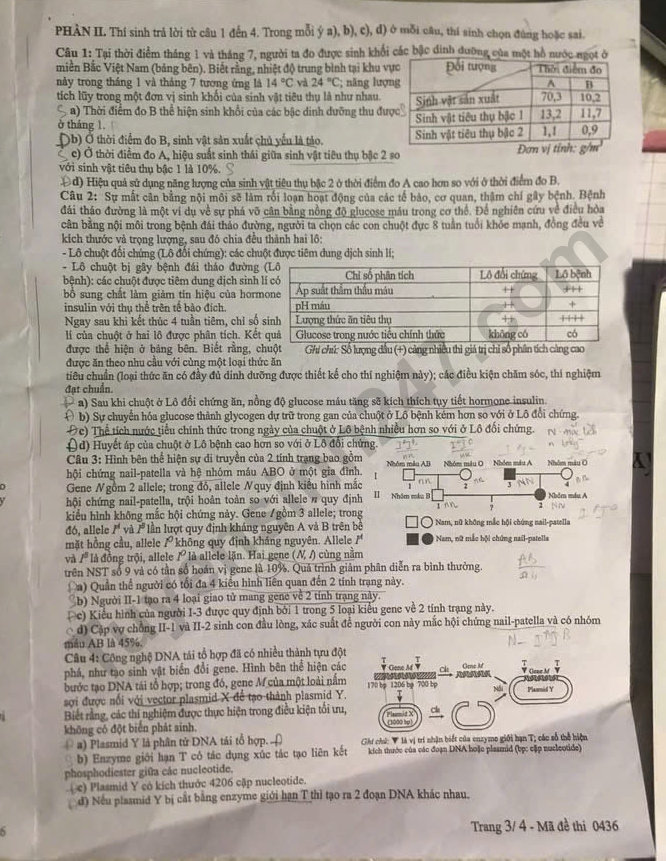 PHẦN II. Thí sinh trả lời từ câu 1 đến 4. Trong mỗi ý a), b), c), d) ở mỗi câu, thí sinh chọn đúng hoặc sai.
Câu 1: Tại thời điểm tháng 1 và tháng 7, người ta đo được sinh khối các bậc dinh dưỡng của một hồ nước ngọt ở
miền Bắc Việt Nam (bảng bên). Biết rằng, nhiệt độ trung bình tại khu vực
này trong tháng 1 và tháng 7 tương ứng là 14 °C và 24 °C; năng lượng
tích lũy trong một đơn vị sinh khối của sinh vật tiêu thụ là như nhau.
Đối tượng Thời điểm đo
A B
Sinh vật sản xuất 70,3 10,2
Sinh vật tiêu thụ bậc 1 13,2 11,7
Sinh vật tiêu thụ bậc 2 1,1 0,9
Đơn vị tính: g/m³
a) Thời điểm đo B thể hiện sinh khối của các bậc dinh dưỡng thu được
ở tháng 1.
b) Ở thời điểm đo B, sinh vật sản xuất chủ yếu là tảo.
c) Ở thời điểm đo A, hiệu suất sinh thái giữa sinh vật tiêu thụ bậc 2 so
với sinh vật tiêu thụ bậc 1 là 10%.
d) Hiệu quả sử dụng năng lượng của sinh vật tiêu thụ bậc 2 ở thời điểm đo A cao hơn so với ở thời điểm đo B.
Câu 2: Sự mất cân bằng nội môi sẽ làm rối loạn hoạt động của các tế bào, cơ quan, thậm chí gây bệnh. Bệnh
đái tháo đường là một ví dụ về sự phá vỡ cân bằng nồng độ glucose máu trong cơ thể. Để nghiên cứu về điều hòa
cân bằng nội môi trong bệnh đái tháo đường, người ta chọn các con chuột đực 8 tuần tuổi khỏe mạnh, đồng đều về
kích thước và trọng lượng, sau đó chia đều thành hai lô:
- Lô chuột đối chứng (Lô đối chứng): các chuột được tiêm dung dịch sinh lí;
- Lô chuột bị gây bệnh đái tháo đường (Lô
bệnh): các chuột được tiêm dung dịch sinh lí có
bổ sung chất làm giảm tín hiệu của hormone
insulin với thụ thể trên tế bào đích.
Ngay sau khi kết thúc 4 tuần tiêm, chỉ số sinh
lí của chuột ở hai lô được phân tích. Kết quả
được thể hiện ở bảng bên. Biết rằng, chuột
được ăn theo nhu cầu với cùng một loại thức ăn
Chỉ số phân tích Lô đối chứng Lô bệnh
Áp suất thẩm thấu máu ++ +++
pH máu ++ +
Lượng thức ăn tiêu thụ ++ ++++
Glucose trong nước tiểu chính thức không có có
Ghi chú: Số lượng dấu (+) càng nhiều thì giá trị chỉ số phân tích càng cao
tiêu chuẩn (loại thức ăn có đầy đủ dinh dưỡng được thiết kế cho thí nghiệm này); các điều kiện chăm sóc, thí nghiệm
đạt chuẩn.
a) Sau khi chuột ở Lô đối chứng ăn, nồng độ glucose máu tăng sẽ kích thích tụy tiết hormone insulin.
b) Sự chuyển hóa glucose thành glycogen dự trữ trong gan của chuột ở Lô bệnh kém hơn so với ở Lô đối chứng.
c) Thể tích nước tiểu chính thức trong ngày của chuột ở Lô bệnh nhiều hơn so với ở Lô đối chứng.
d) Huyết áp của chuột ở Lô bệnh cao hơn so với ở Lô đối chứng.
Câu 3: Hình bên thể hiện sự di truyền của 2 tính trạng bao gồm
hội chứng nail-patella và hệ nhóm máu ABO ở một gia đình.
Gene N gồm 2 allele; trong đó, allele N quy định kiểu hình mắc
hội chứng nail-patella, trội hoàn toàn so với allele n quy định
kiểu hình không mắc hội chứng này. Gene I gồm 3 allele; trong
đó, allele Iᴬ và Iᴮ lần lượt quy định kháng nguyên A và B trên bề
mặt hồng cầu, allele I⁰ không quy định kháng nguyên. Allele Iᴬ
và Iᴮ là đồng trội, allele I⁰ là allele lặn. Hai gene (N, I) cùng nằm
trên NST số 9 và có tần số hoán vị gene là 10%. Quá trình giảm phân diễn ra bình thường.
Nhóm máu AB Nhóm máu O Nhóm máu A Nhóm máu O
I 1 2 3 4
II Nhóm máu B Nhóm máu A
1 ? 2
Nam, nữ không mắc hội chứng nail-patella
Nam, nữ mắc hội chứng nail-patella
a) Quần thể người có tối đa 4 kiểu hình liên quan đến 2 tính trạng này.
b) Người II-1 tạo ra 4 loại giao tử mang gene về 2 tính trạng này.
c) Kiểu hình của người I-3 được quy định bởi 1 trong 5 loại kiểu gene về 2 tính trạng này.
d) Cặp vợ chồng II-1 và II-2 sinh con đầu lòng, xác suất để người con này mắc hội chứng nail-patella và có nhóm
máu AB là 45%.
Câu 4: Công nghệ DNA tái tổ hợp đã có nhiều thành tựu đột
phá, như tạo sinh vật biến đổi gene. Hình bên thể hiện các
bước tạo DNA tái tổ hợp; trong đó, gene M của một loài nấm
sợi được nối với vector plasmid X để tạo thành plasmid Y.
Biết rằng, các thí nghiệm được thực hiện trong điều kiện tối ưu,
không có đột biến phát sinh.
T Gene M T Cắt Gene M T Gene M T
170 bp 1206 bp 700 bp Nối Plasmid Y
T
Plasmid X Cắt
(3000 bp)
Ghi chú: ▼ là vị trí nhận biết của enzyme giới hạn T; các số thể hiện
kích thước của các đoạn DNA hoặc plasmid (bp: cặp nucleotide)
a) Plasmid Y là phân tử DNA tái tổ hợp.
b) Enzyme giới hạn T có tác dụng xúc tác tạo liên kết
phosphodiester giữa các nucleotide.
c) Plasmid Y có kích thước 4206 cặp nucleotide.
d) Nếu plasmid Y bị cắt bằng enzyme giới hạn T thì tạo ra 2 đoạn DNA khác nhau.
Trang 3/ 4 - Mã đề thi 0436